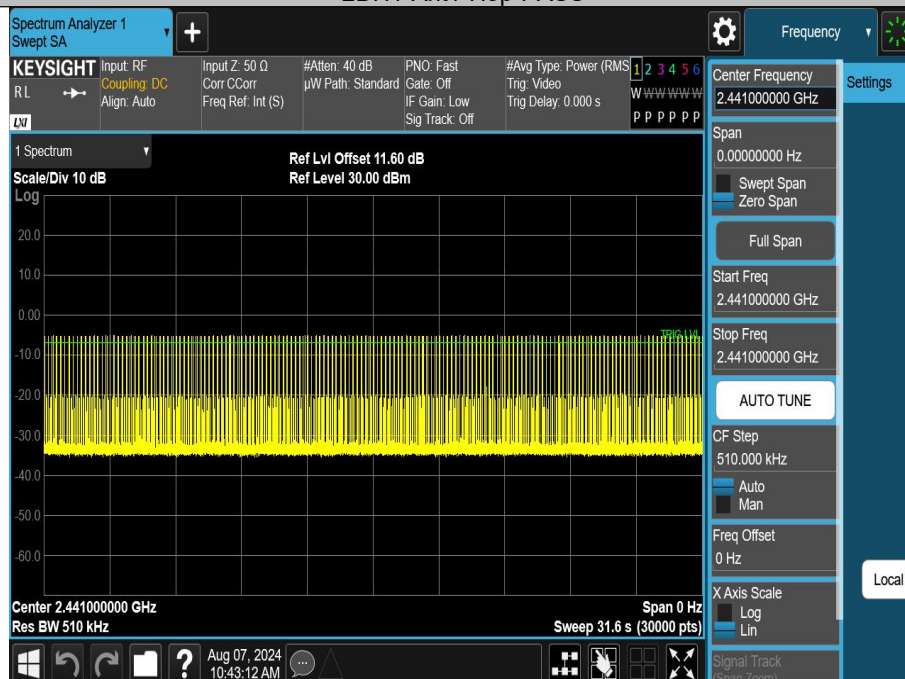 Spectrum Analyzer 1
Swept SA
Frequency
KEYSIGHT
Input: RF
Input Z: 50 Ω
#Atten: 40 dB
PNO: Fast
#Avg Type: Power (RMS
1 2 3 4 5 6
RL
Coupling: DC
Corr CCorr
µW Path: Standard
Gate: Off
Trig: Video
W W W W W W
Align: Auto
Freq Ref: Int (S)
IF Gain: Low
Trig Delay: 0.000 s
LXI
Sig Track: Off
P P P P P P
Center Frequency
2.441000000 GHz
Settings
Span
0.00000000 Hz
Swept Span
Zero Span
Full Span
Start Freq
2.441000000 GHz
Stop Freq
2.441000000 GHz
AUTO TUNE
CF Step
510.000 kHz
Auto
Man
Freq Offset
0 Hz
X Axis Scale
Log
Lin
Signal Track
(Span Zoom)
Local
1 Spectrum
Ref Lvl Offset 11.60 dB
Scale/Div 10 dB
Ref Level 30.00 dBm
Log
20.0
10.0
0.00
TRIG LVL
-10.0
-20.0
-30.0
-40.0
-50.0
-60.0
Center 2.441000000 GHz
Span 0 Hz
Res BW 510 kHz
Sweep 31.6 s (30000 pts)
?
Aug 07, 2024
10:43:12 AM